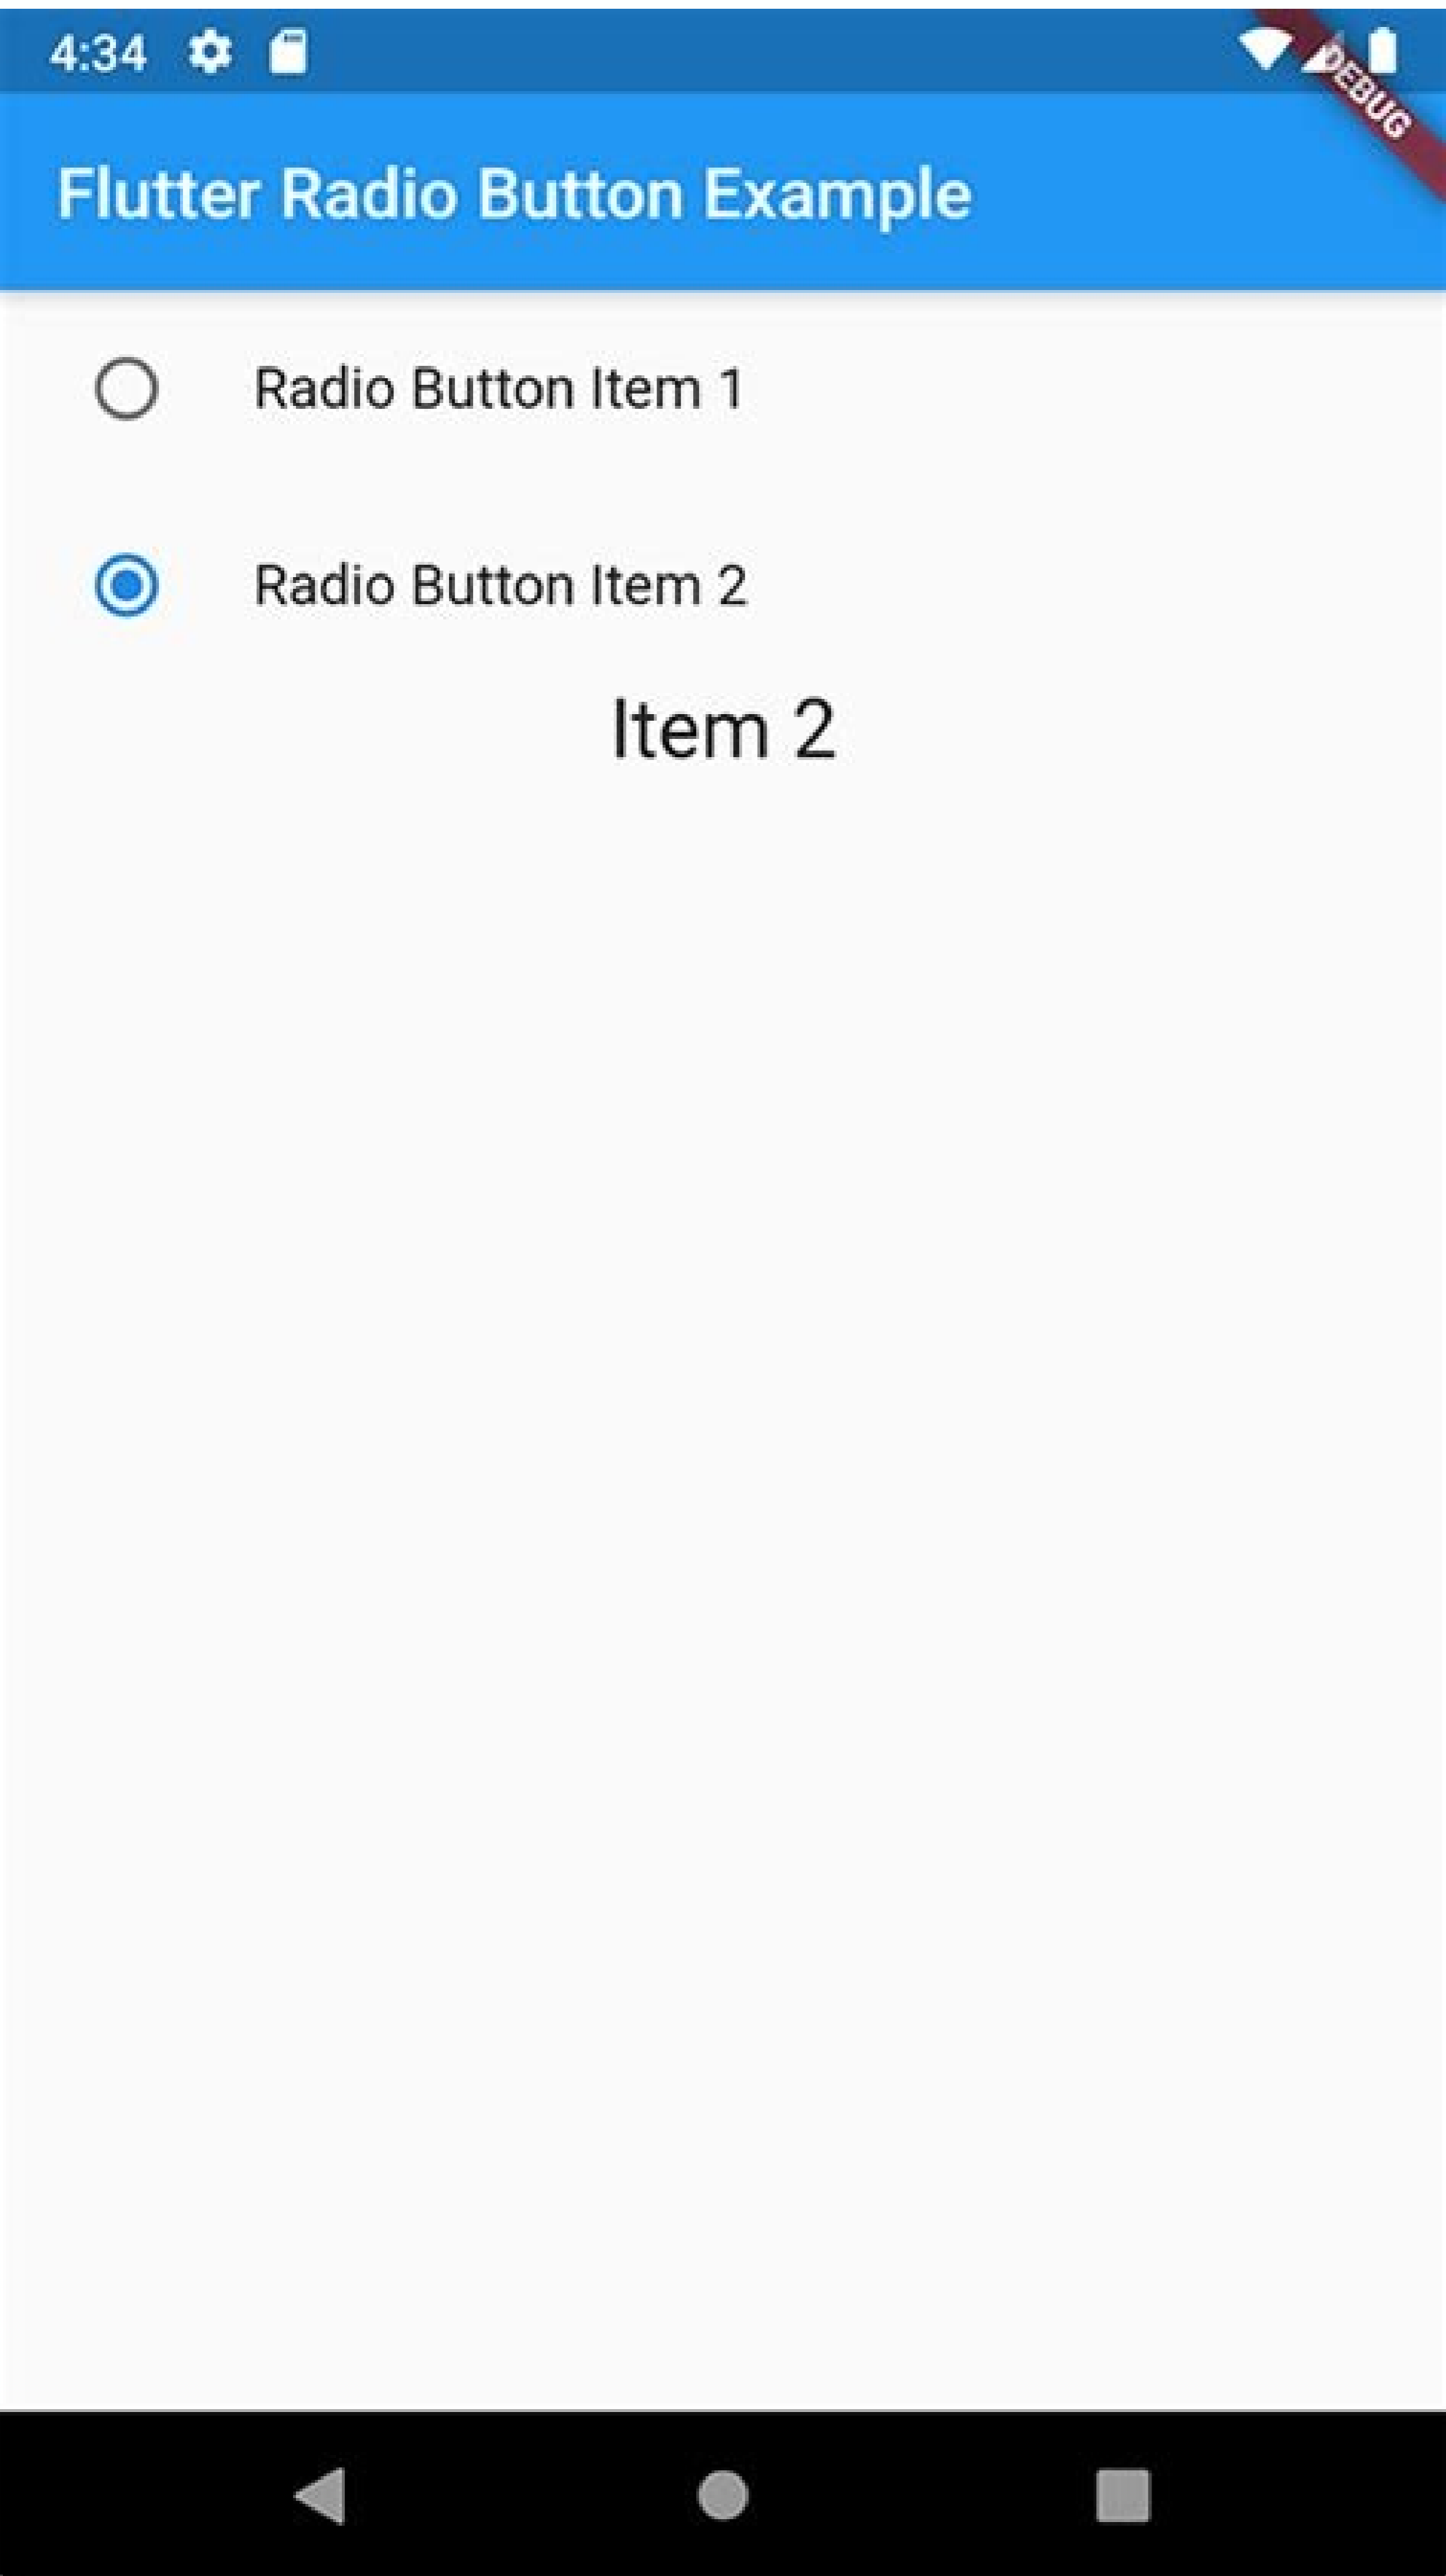 4:34
DEBUG
Flutter Radio Button Example
Radio Button Item 1
Radio Button Item 2
Item 2